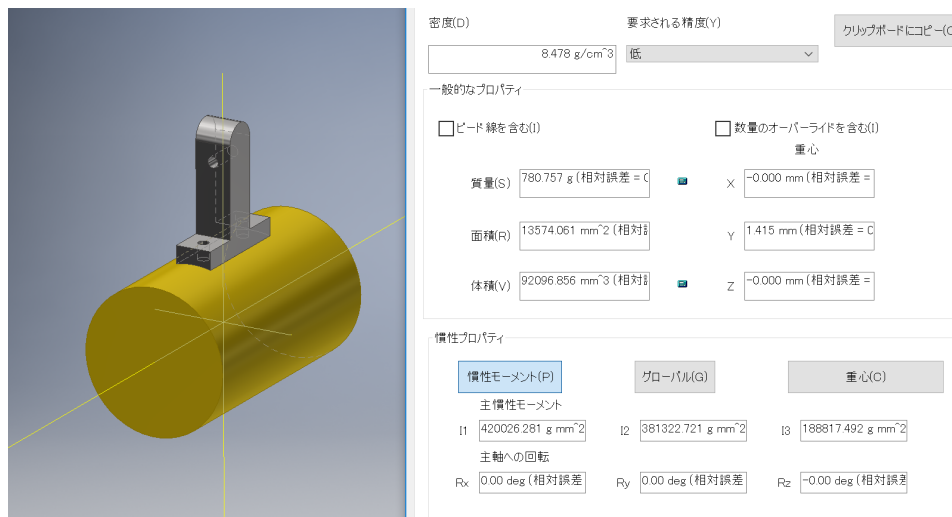 密度(D)
要求される精度(Y)
クリップボードにコピー(C
8.478 g/cm^3
低
一般的なプロパティ
ビード線を含む(I)
数量のオーバーライドを含む(I)
重心
質量(S)
780.757 g (相対誤差 = 0
X
-0.000 mm (相対誤差 =
面積(R)
13574.061 mm^2 (相対誤
Y
1.415 mm (相対誤差 = 0
体積(V)
92096.856 mm^3 (相対誤
Z
-0.000 mm (相対誤差 =
慣性プロパティ
慣性モーメント(P)
グローバル(G)
重心(C)
主慣性モーメント
I1
420026.281 g mm^2
I2
381322.721 g mm^2
I3
188817.492 g mm^2
主軸への回転
Rx
0.00 deg (相対誤差
Ry
0.00 deg (相対誤差
Rz
-0.00 deg (相対誤差